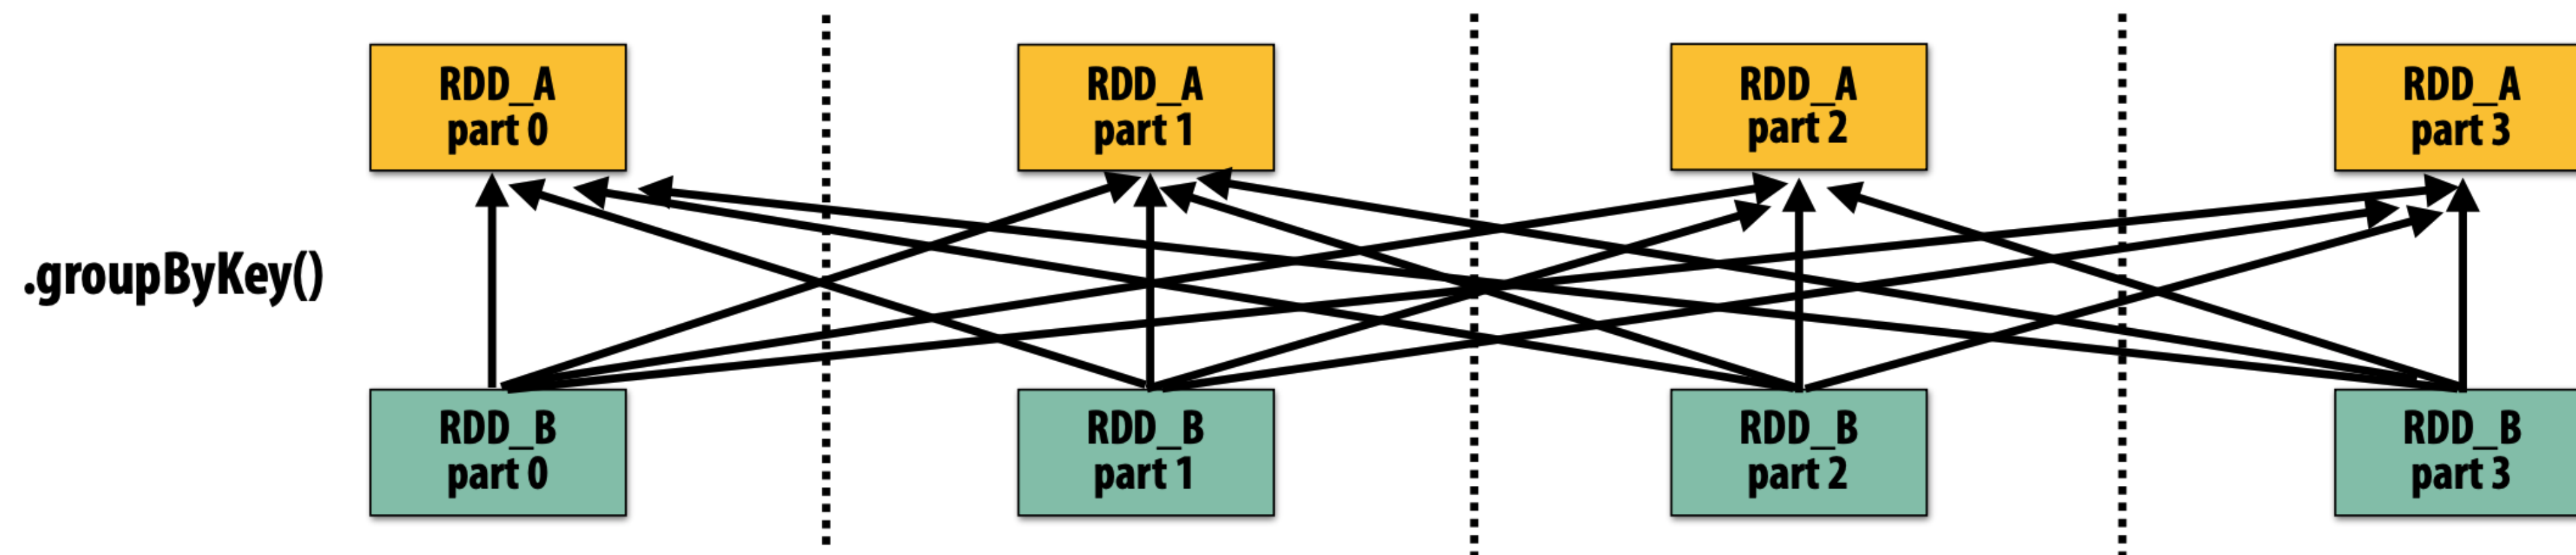 RDD_A
part 0
RDD_A
part 1
RDD_A
part 2
RDD_A
part 3
.groupByKey()
RDD_B
part 0
RDD_B
part 1
RDD_B
part 2
RDD_B
part 3